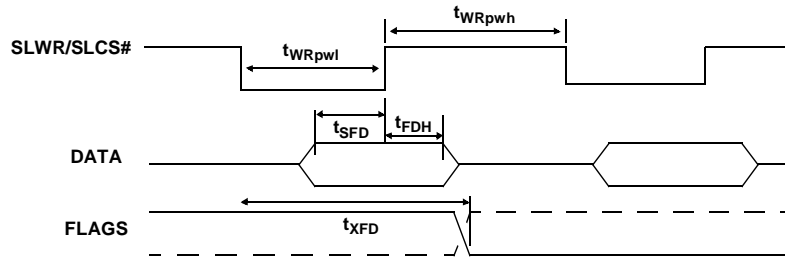 SLWR/SLCS#
tWRpwl
tWRpwh
DATA
tSFD
tFDH
FLAGS
tXFD